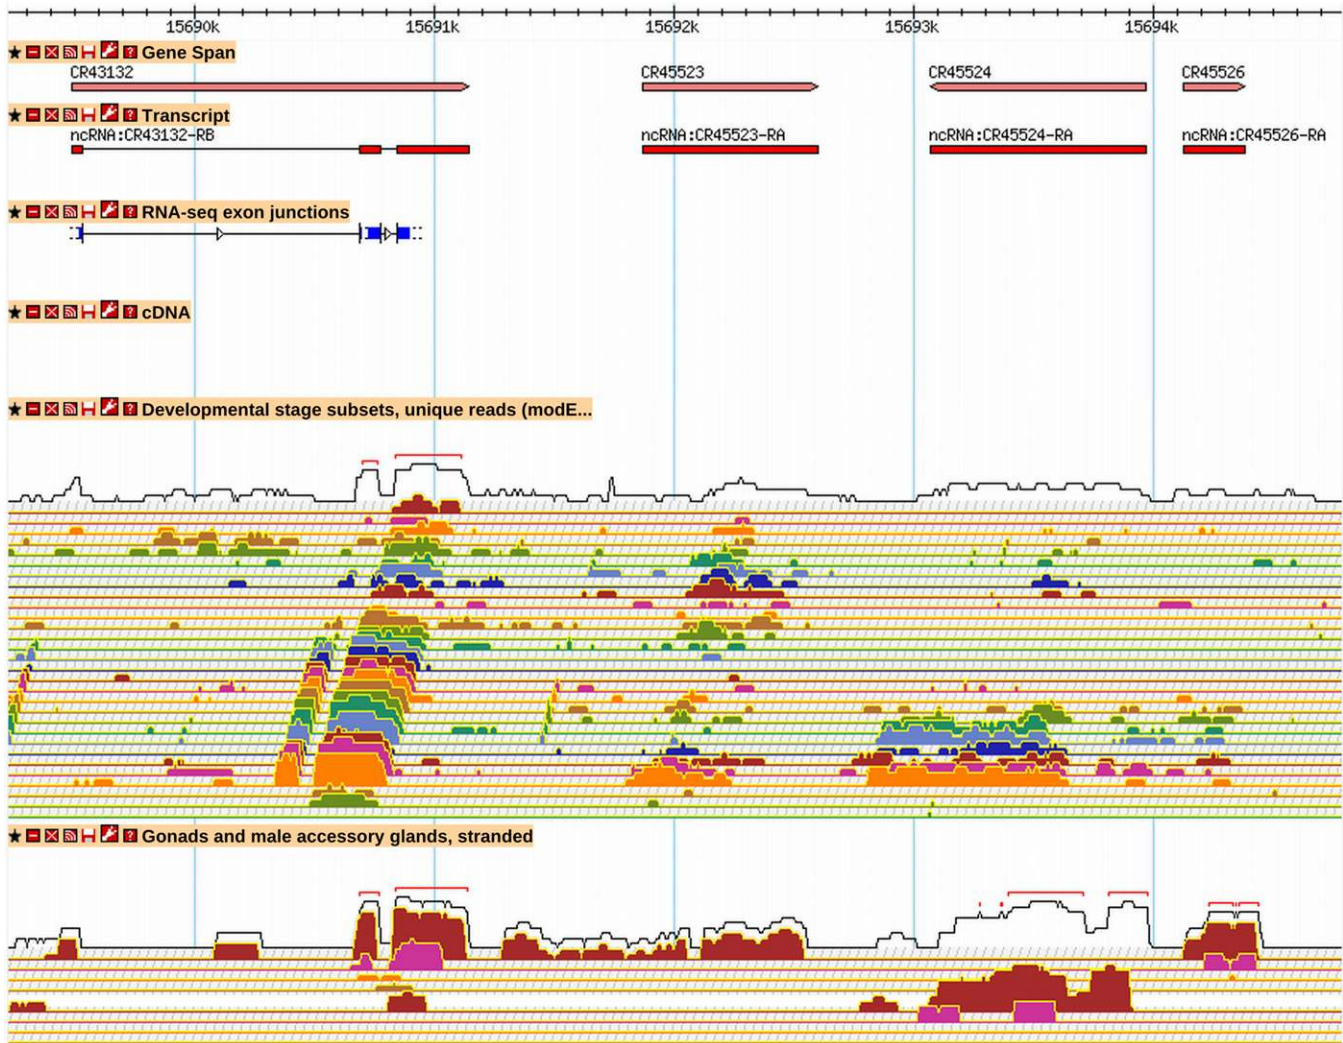 15690k 15691k 15692k 15693k 15694k
Gene Span
CR43132 CR45523 CR45524 CR45526
Transcript
ncRNA:CR43132-RB ncRNA:CR45523-RA ncRNA:CR45524-RA ncRNA:CR45526-RA
RNA-seq exon junctions
cDNA
Developmental stage subsets, unique reads (modE...
Gonads and male accessory glands, stranded